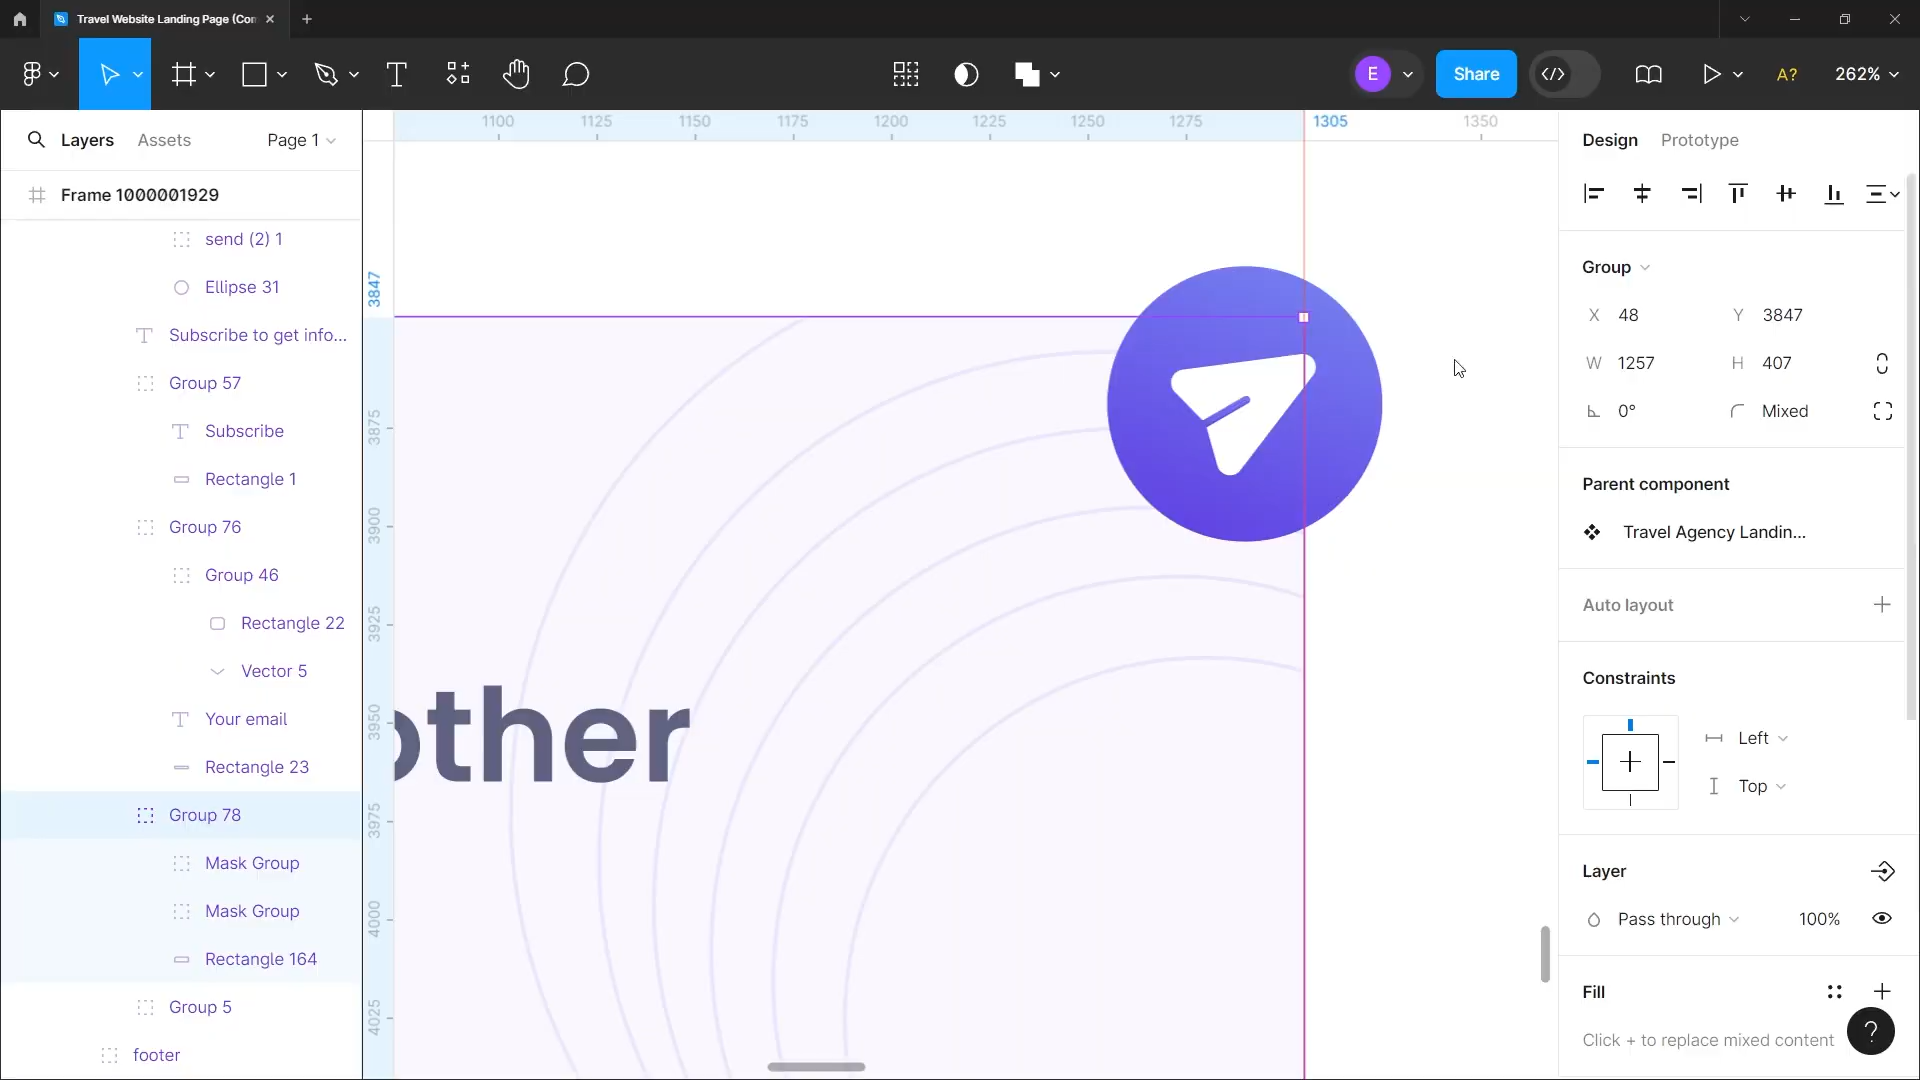 Travel Website Landing Page (Con
E
Share
A?
262%
Layers
Assets
Page 1
Frame 1000001929
send (2) 1
Ellipse 31
Subscribe to get info...
Group 57
Subscribe
Rectangle 1
Group 76
Group 46
Rectangle 22
Vector 5
Your email
Rectangle 23
Group 78
Mask Group
Mask Group
Rectangle 164
Group 5
footer
1100
1125
1150
1175
1200
1225
1250
1275
1305
1350
3847
3875
3900
3925
3950
3975
4000
4025
other
Design
Prototype
Group
X 48
Y 3847
W 1257
H 407
0°
Mixed
Parent component
Travel Agency Landin...
Auto layout
Constraints
Left
Top
Layer
Pass through
100%
Fill
Click + to replace mixed content
?